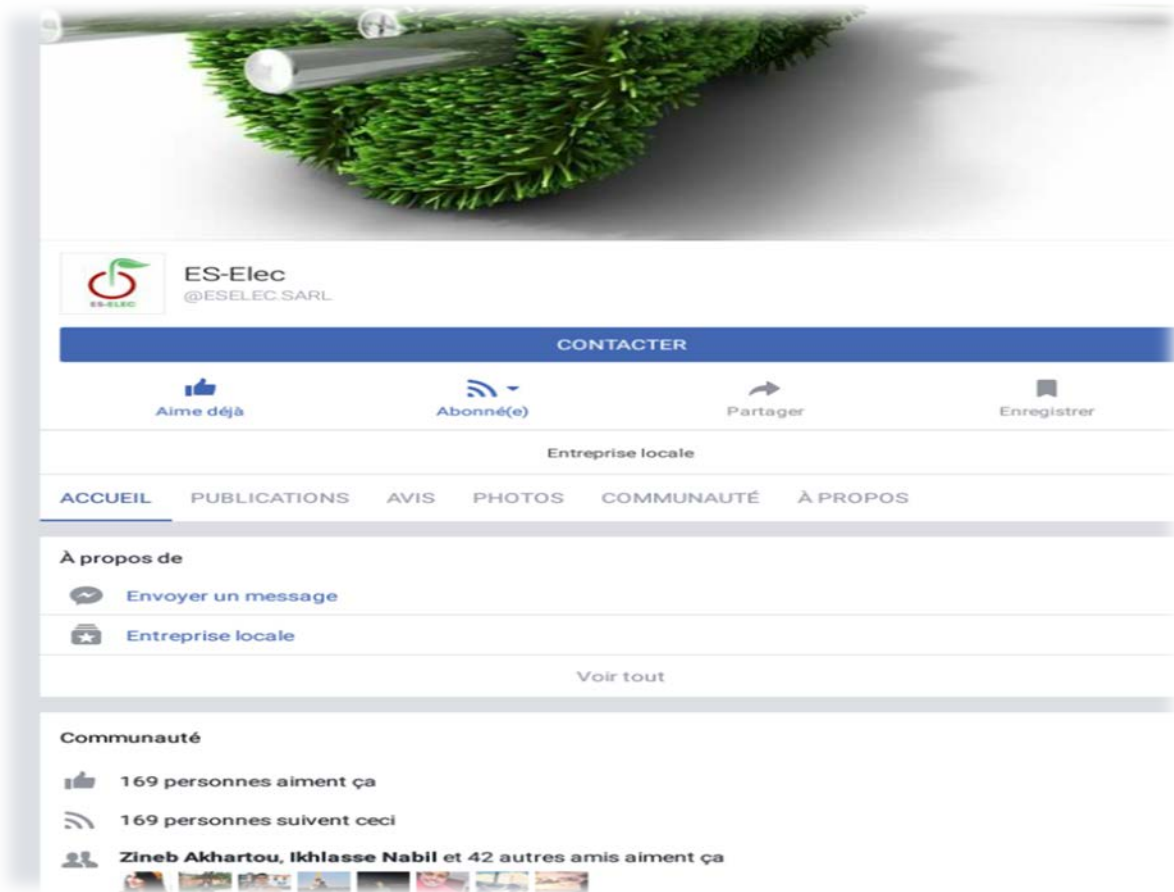 ES-ELEC
ES-Elec
@ESELEC.SARL
CONTACTER
Aime déjà
Abonné(e)
Partager
Enregistrer
Entreprise locale
ACCUEIL PUBLICATIONS AVIS PHOTOS COMMUNAUTÉ À PROPOS
À propos de
Envoyer un message
Entreprise locale
Voir tout
Communauté
169 personnes aiment ça
169 personnes suivent ceci
Zineb Akhartou, Ikhlasse Nabil et 42 autres amis aiment ça